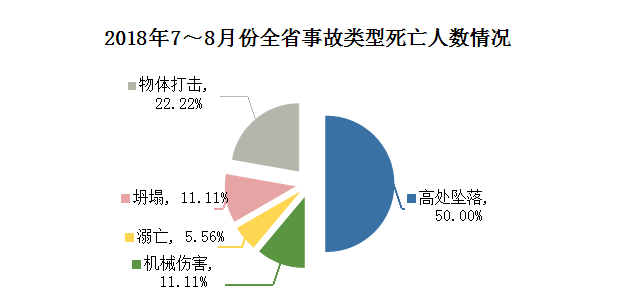 2018年7～8月份全省事故类型死亡人数情况
物体打击,
22.22%
高处坠落,
50.00%
坍塌, 11.11%
溺亡, 5.56%
机械伤害,
11.11%